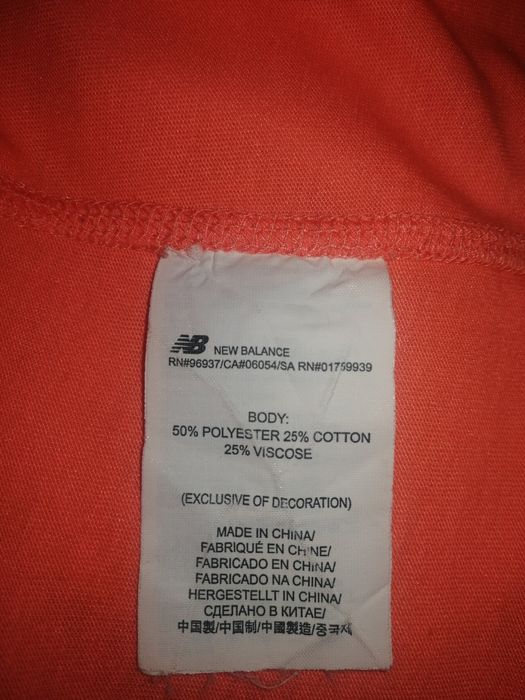 NB NEW BALANCE
RN#96937/CA#06054/SA RN#01759939
BODY:
50% POLYESTER 25% COTTON
25% VISCOSE
(EXCLUSIVE OF DECORATION)
MADE IN CHINA/
FABRIQUÉ EN CHINE/
FABRICADO EN CHINA/
FABRICADO NA CHINA/
HERGESTELLT IN CHINA/
СДЕЛАНО В КИТАЕ/
中国製/中国制/中國製造/중국제